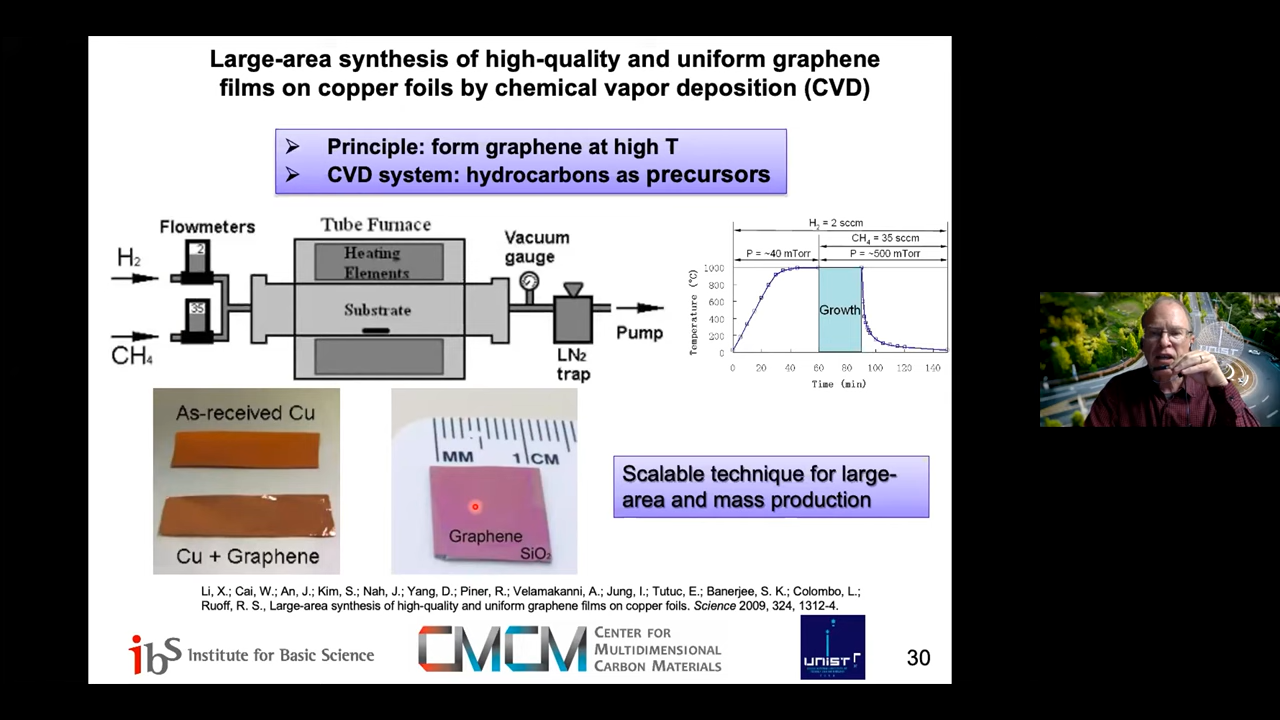 Large-area synthesis of high-quality and uniform graphene
films on copper foils by chemical vapor deposition (CVD)
➢ Principle: form graphene at high T
➢ CVD system: hydrocarbons as precursors
Flowmeters
Tube Furnace
H₂
2
Heating
Elements
Vacuum
gauge
35
Substrate
CH₄
Pump
LN₂
trap
H₂ = 2 sccm
CH₄ = 35 sccm
P = ~40 mTorr
P = ~500 mTorr
Temperature (°C)
1000
800
600
400
200
0
Growth
0 20 40 60 80 100 120 140
Time (min)
As-received Cu
Cu + Graphene
MM 1 CM
Graphene
SiO₂
Scalable technique for large-
area and mass production
Li, X.; Cai, W.; An, J.; Kim, S.; Nah, J.; Yang, D.; Piner, R.; Velamakanni, A.; Jung, I.; Tutuc, E.; Banerjee, S. K.; Colombo, L.;
Ruoff, R. S., Large-area synthesis of high-quality and uniform graphene films on copper foils. Science 2009, 324, 1312-4.
ibS Institute for Basic Science
CMCM
CENTER FOR
MULTIDIMENSIONAL
CARBON MATERIALS
UNIST
30
UNIST